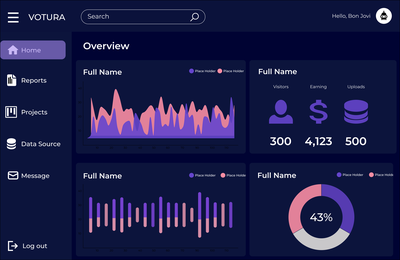 VOTURA
Search
Hello, Bon Jovi
Home
Reports
Projects
Data Source
Message
Log out
Overview
Full Name
Place Holder
Place Holder
Full Name
Visitors
Earning
Uploads
300
4,123
500
Full Name
Place Holder
Place Holder
Full Name
Place Holder
Place Holder
43%